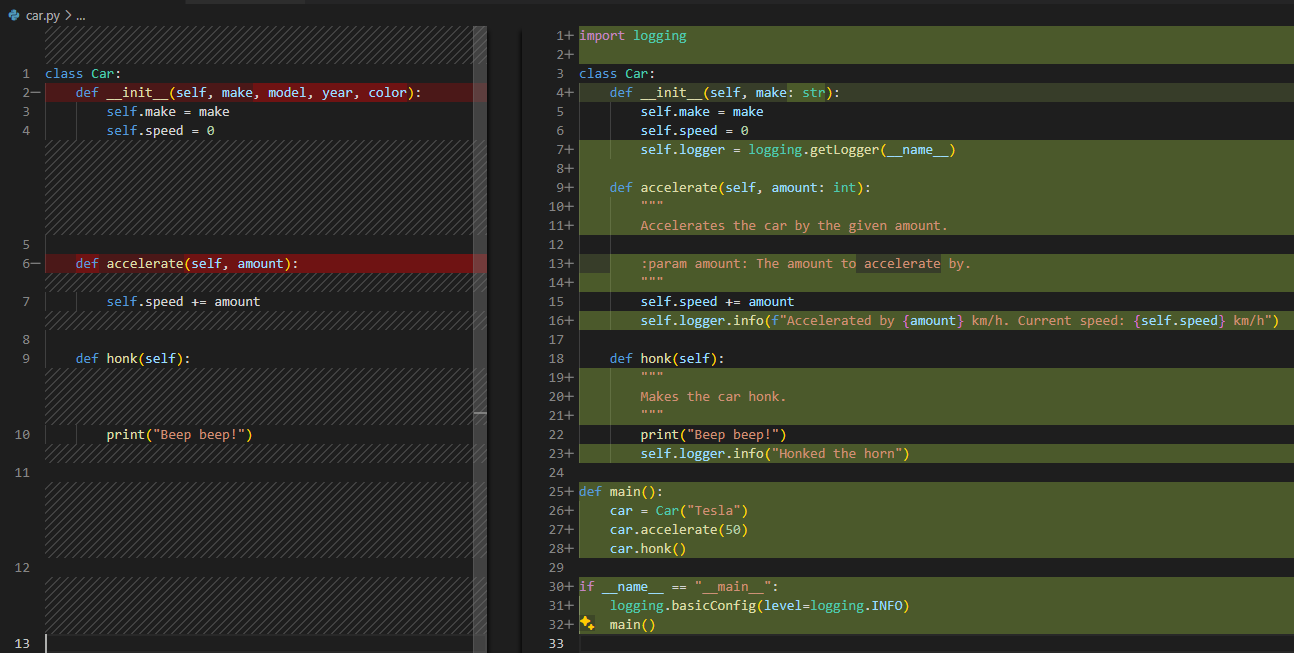 car.py > ...
1 class Car:
2— def __init__(self, make, model, year, color):
3 self.make = make
4 self.speed = 0
5
6— def accelerate(self, amount):
7 self.speed += amount
8
9 def honk(self):
10 print("Beep beep!")
11
12
13
1+ import logging
2+
3 class Car:
4+ def __init__(self, make: str):
5 self.make = make
6 self.speed = 0
7+ self.logger = logging.getLogger(__name__)
8+
9+ def accelerate(self, amount: int):
10+ """
11+ Accelerates the car by the given amount.
12
13+ :param amount: The amount to accelerate by.
14+ """
15 self.speed += amount
16+ self.logger.info(f"Accelerated by {amount} km/h. Current speed: {self.speed} km/h")
17
18 def honk(self):
19+ """
20+ Makes the car honk.
21+ """
22 print("Beep beep!")
23+ self.logger.info("Honked the horn")
24
25+ def main():
26+ car = Car("Tesla")
27+ car.accelerate(50)
28+ car.honk()
29
30+ if __name__ == "__main__":
31+ logging.basicConfig(level=logging.INFO)
32+ main()
33